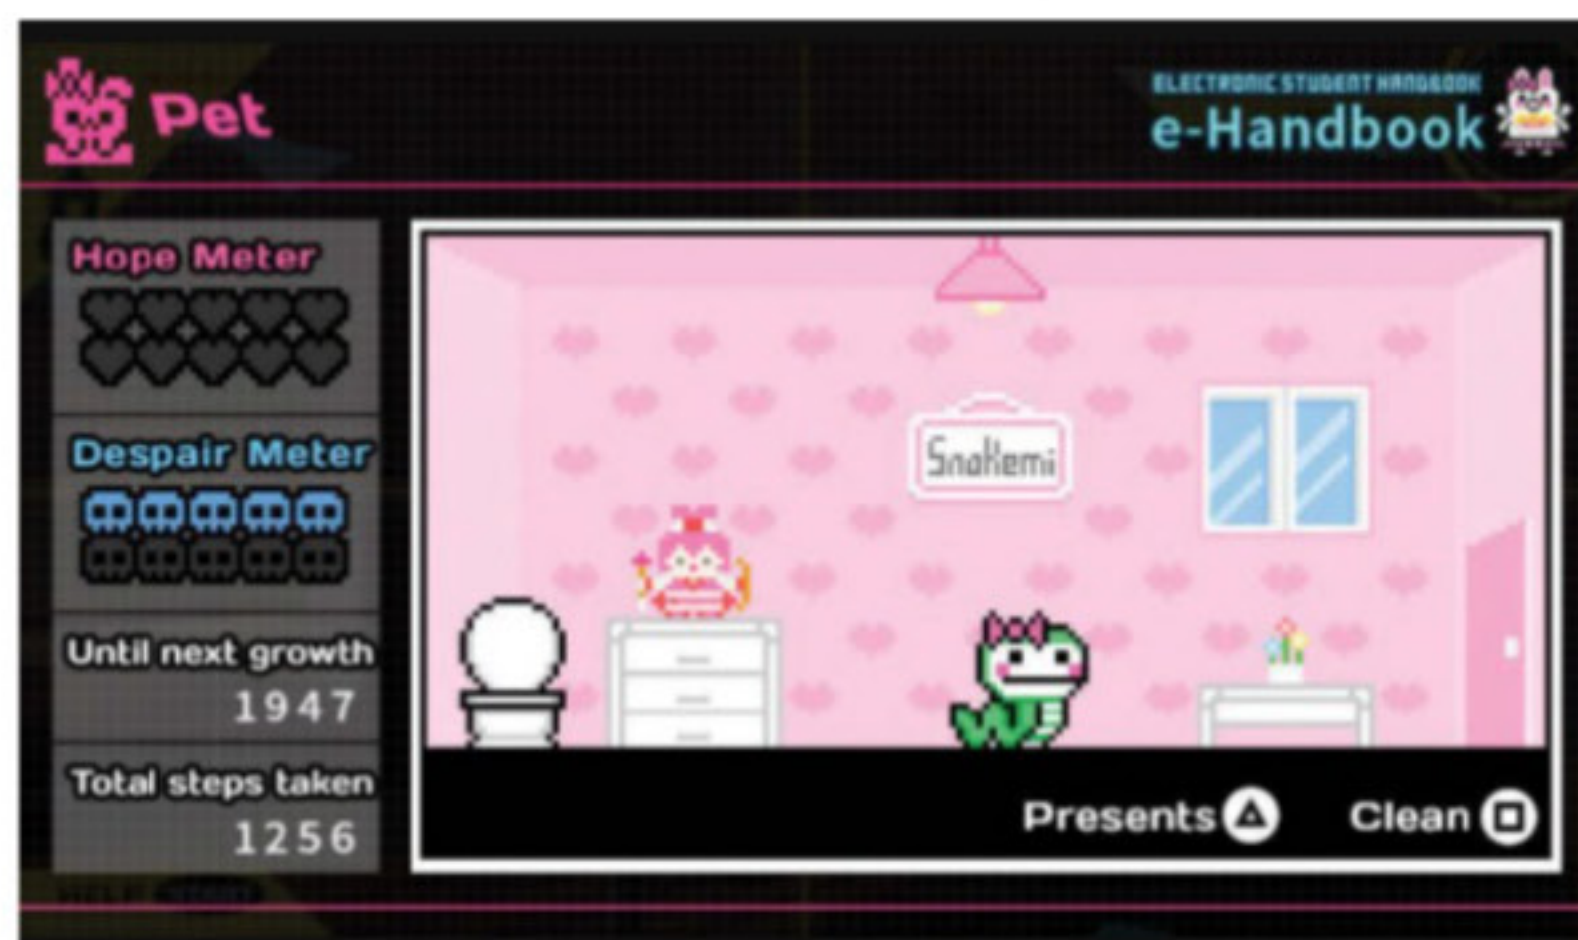 Pet
ELECTRONIC STUDENT HANDBOOK
e-Handbook
Hope Meter
Despair Meter
Until next growth
1947
Total steps taken
1256
Snakemi
Presents
Clean
HELP